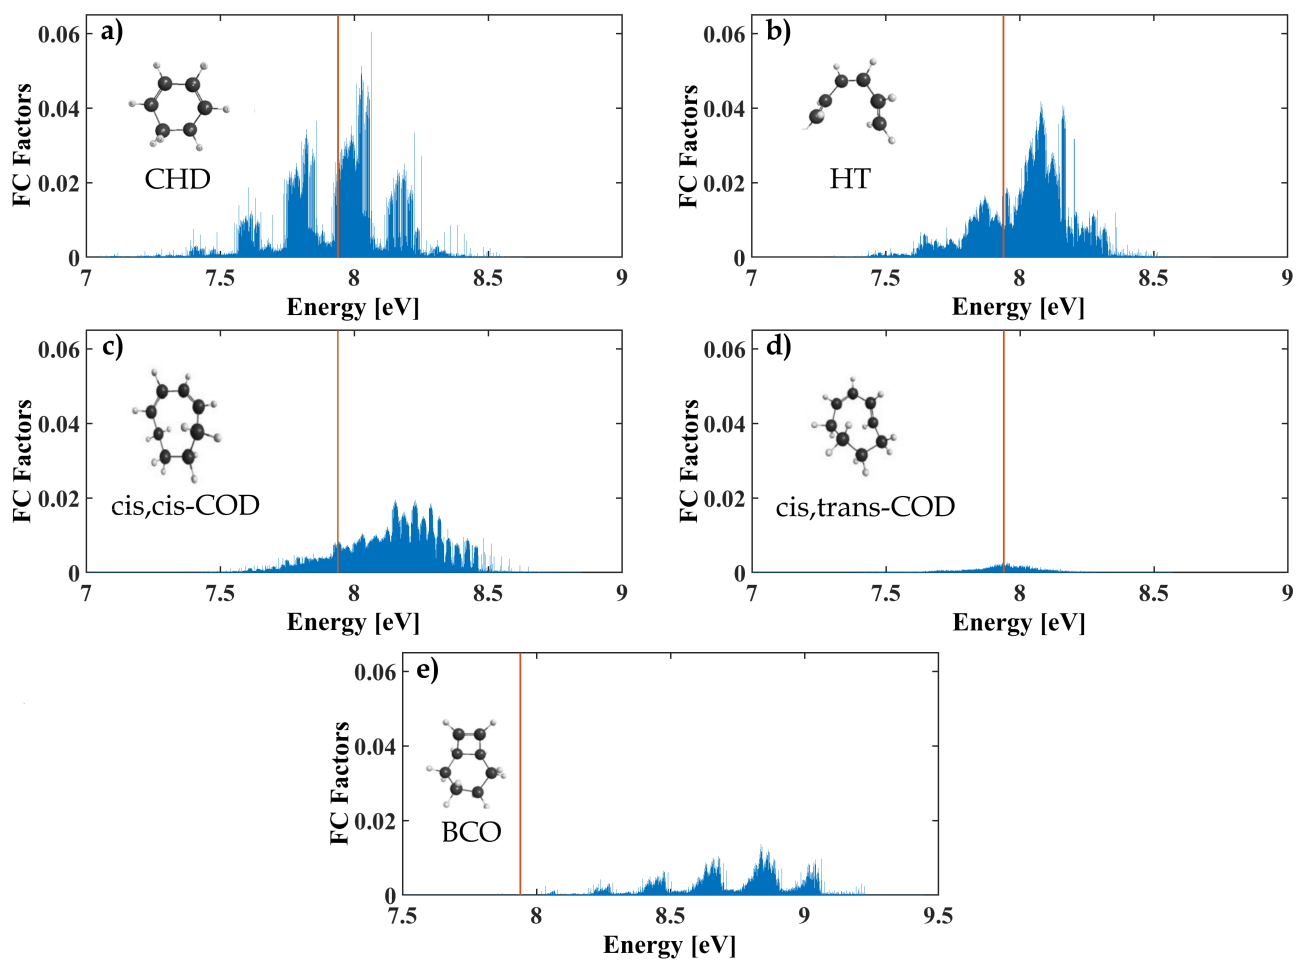 a)
0.06
0.04
0.02
0
FC Factors
CHD
7 7.5 8 8.5 9
Energy [eV]
b)
0.06
0.04
0.02
0
FC Factors
HT
7 7.5 8 8.5 9
Energy [eV]
c)
0.06
0.04
0.02
0
FC Factors
cis,cis-COD
7 7.5 8 8.5 9
Energy [eV]
d)
0.06
0.04
0.02
0
FC Factors
cis,trans-COD
7 7.5 8 8.5 9
Energy [eV]
e)
0.06
0.04
0.02
0
FC Factors
BCO
7.5 8 8.5 9 9.5
Energy [eV]